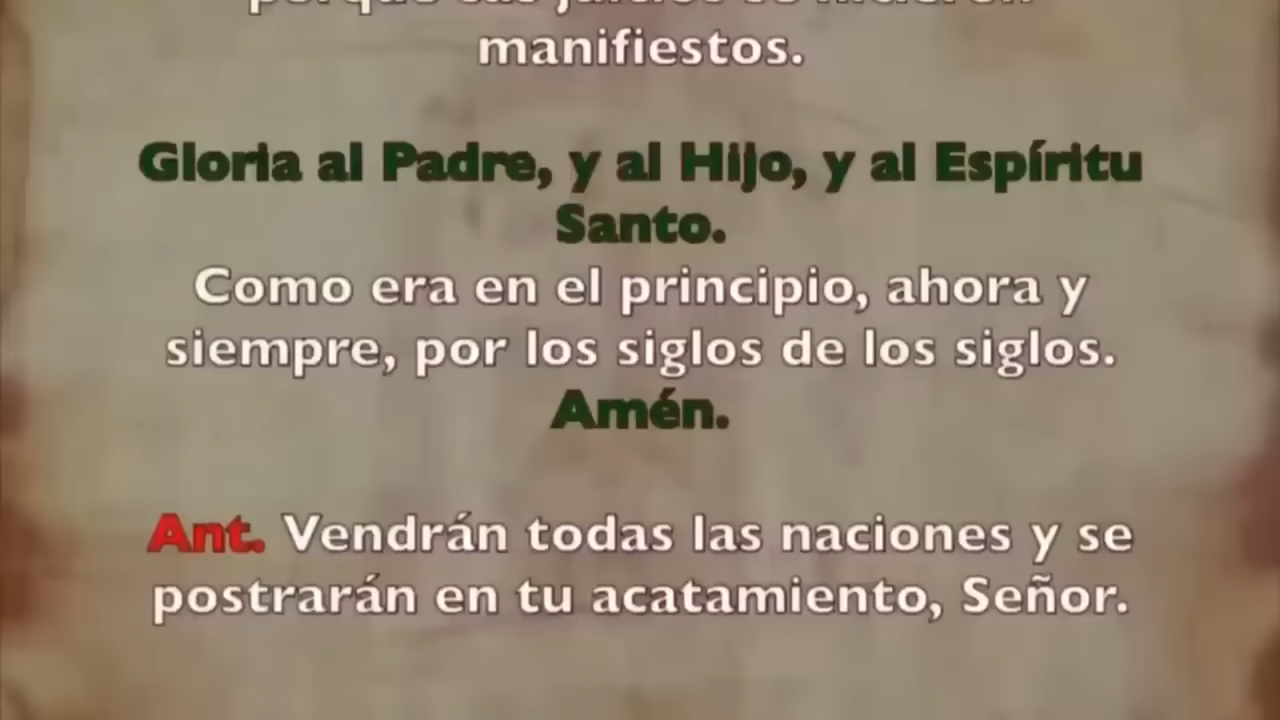 manifiestos.
Gloria al Padre, y al Hijo, y al Espíritu
Santo.
Como era en el principio, ahora y
siempre, por los siglos de los siglos.
Amén.
Ant. Vendrán todas las naciones y se
postrarán en tu acatamiento, Señor.